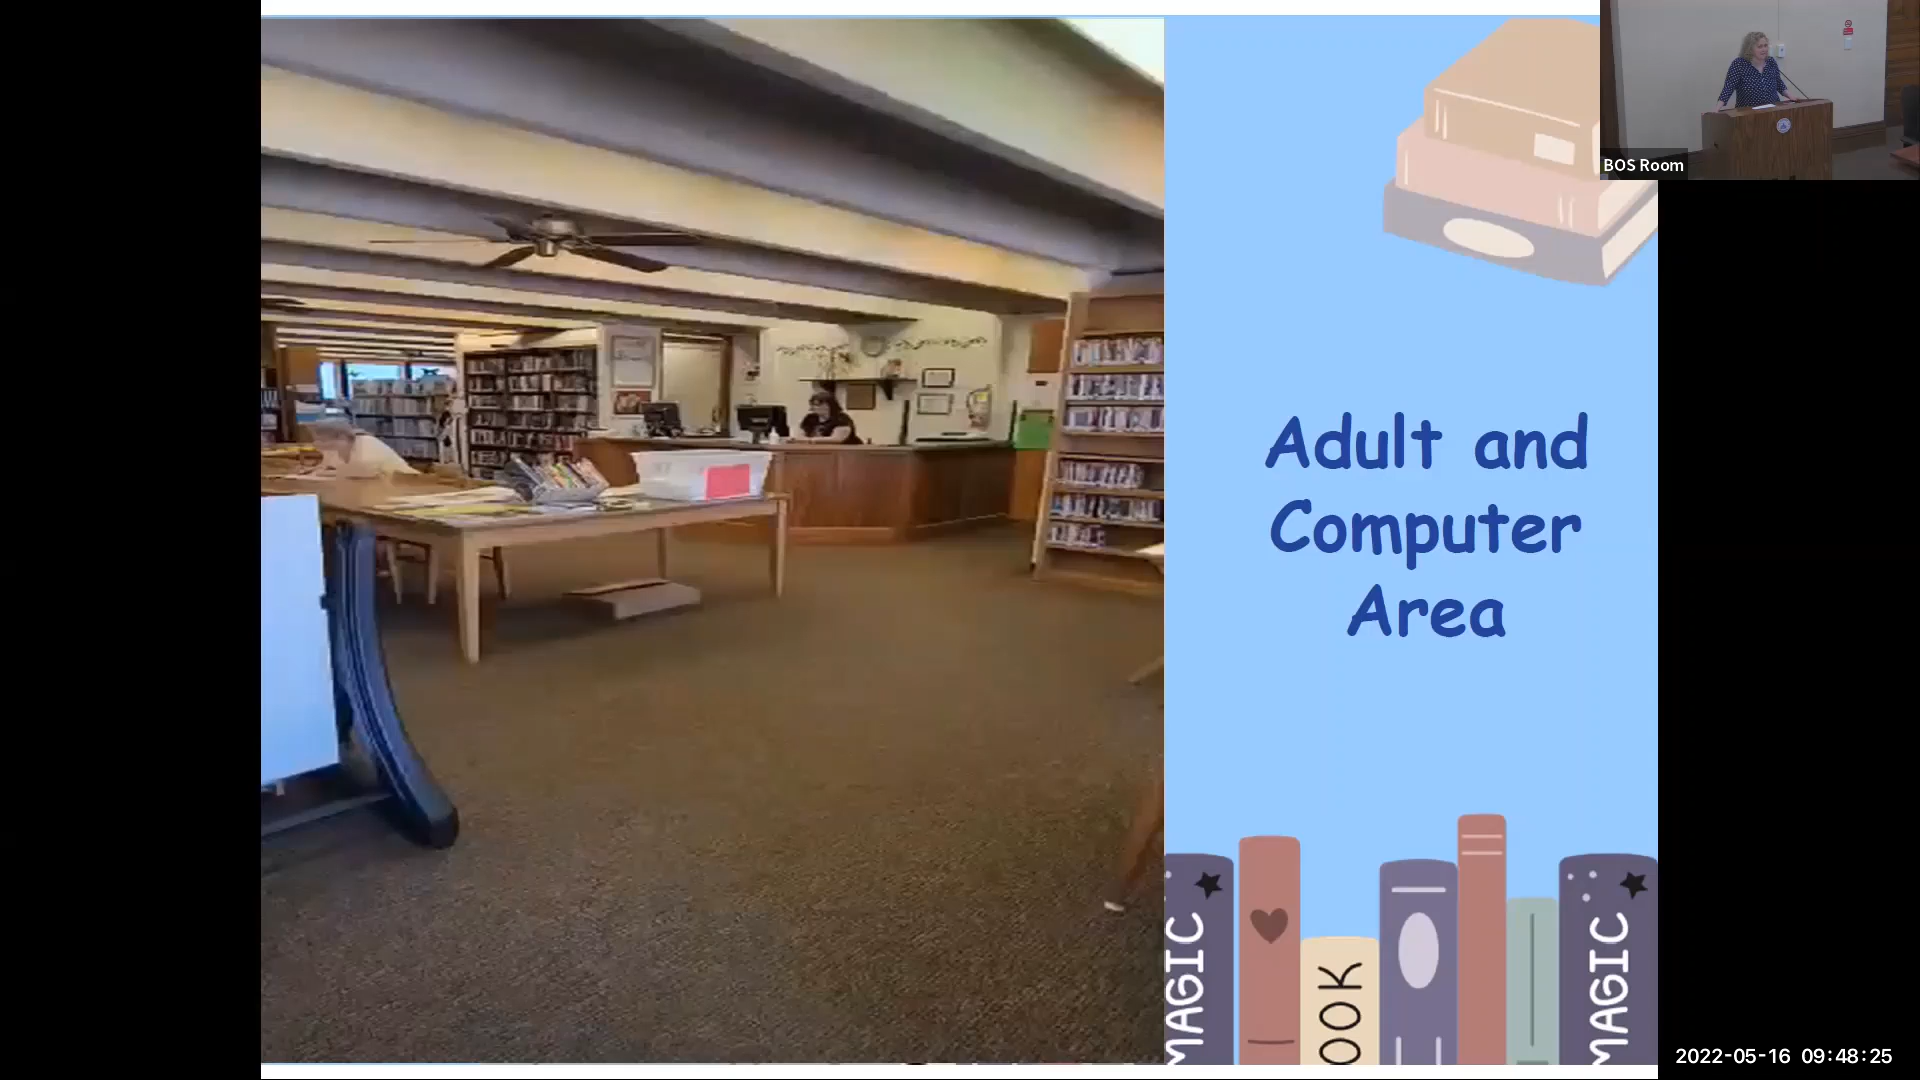 BOS Room
Adult and
Computer
Area
MAGIC
OOK
MAGIC
2022-05-16 09:48:25